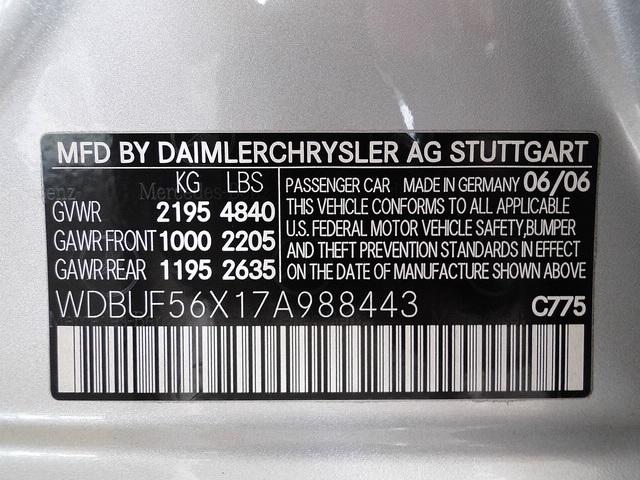 MFD BY DAIMLERCHRYSLER AG STUTTGART
KG LBS
GVWR 2195 4840
GAWR FRONT 1000 2205
GAWR REAR 1195 2635
PASSENGER CAR MADE IN GERMANY 06/06
THIS VEHICLE CONFORMS TO ALL APPLICABLE
U.S. FEDERAL MOTOR VEHICLE SAFETY,BUMPER
AND THEFT PREVENTION STANDARDS IN EFFECT
ON THE DATE OF MANUFACTURE SHOWN ABOVE
WDBUF56X17A988443 C775